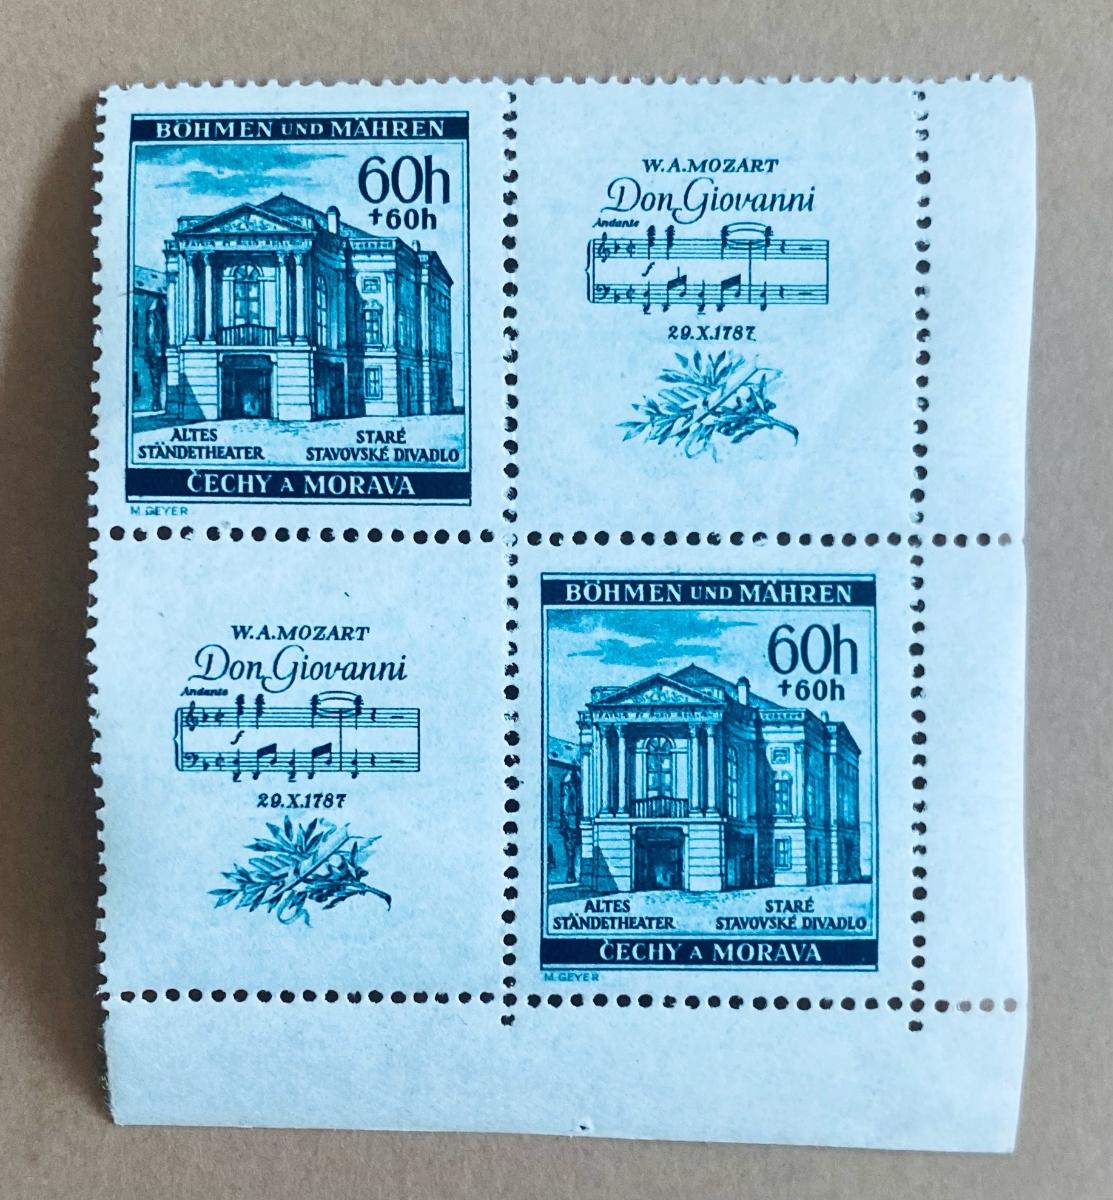 BÖHMEN UND MÄHREN
60h
+60h
ALTES
STÄNDETHEATER
STARÉ
STAVOVSKÉ DIVADLO
ČECHY A MORAVA
M. GEYER
W.A.MOZART
Don Giovanni
Andante
f
29.X.1787
W.A.MOZART
Don Giovanni
Andante
f
29.X.1787
BÖHMEN UND MÄHREN
60h
+60h
ALTES
STÄNDETHEATER
STARÉ
STAVOVSKÉ DIVADLO
ČECHY A MORAVA
M. GEYER